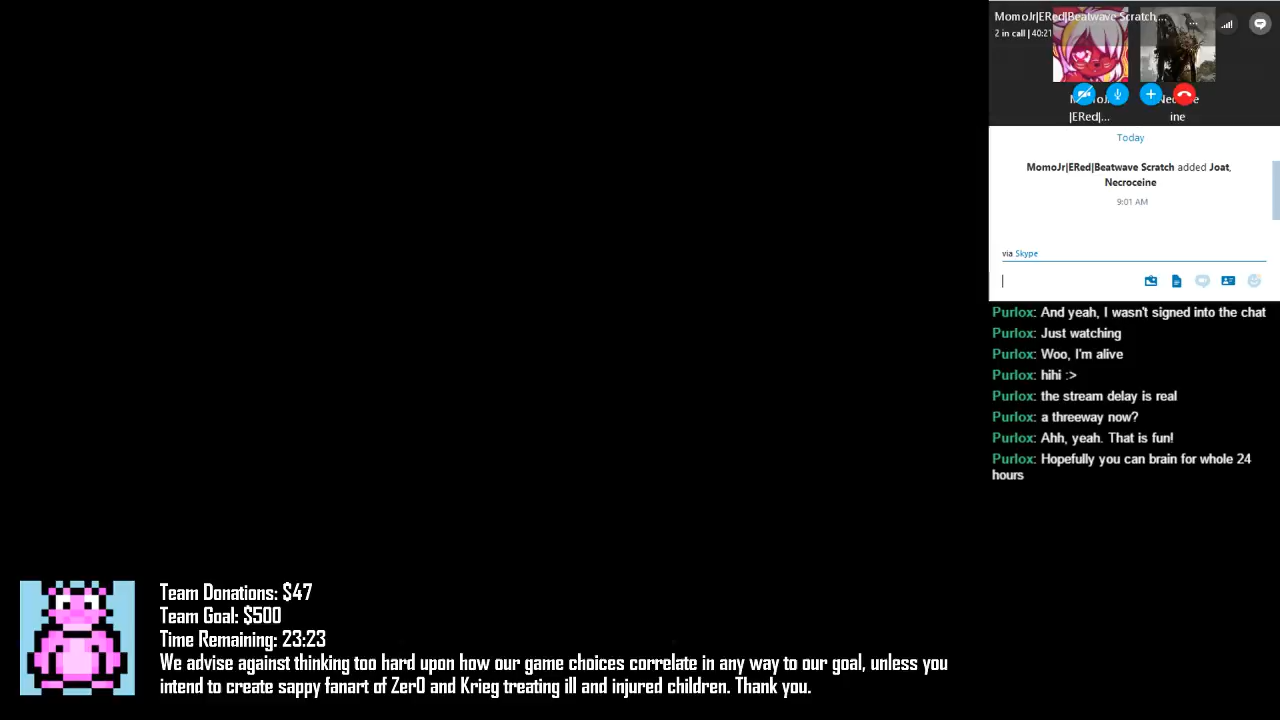 MomoJr|ERed|Beatwave Scratch,...
2 in call | 40:21
|ERed|...
ine
Today
MomoJr|ERed|Beatwave Scratch added Joat,
Necroceine
9:01 AM
via Skype
Purlox: And yeah, I wasn't signed into the chat
Purlox: Just watching
Purlox: Woo, I'm alive
Purlox: hihi :>
Purlox: the stream delay is real
Purlox: a threeway now?
Purlox: Ahh, yeah. That is fun!
Purlox: Hopefully you can brain for whole 24
hours
Team Donations: $47
Team Goal: $500
Time Remaining: 23:23
We advise against thinking too hard upon how our game choices correlate in any way to our goal, unless you
intend to create sappy fanart of Zer0 and Krieg treating ill and injured children. Thank you.